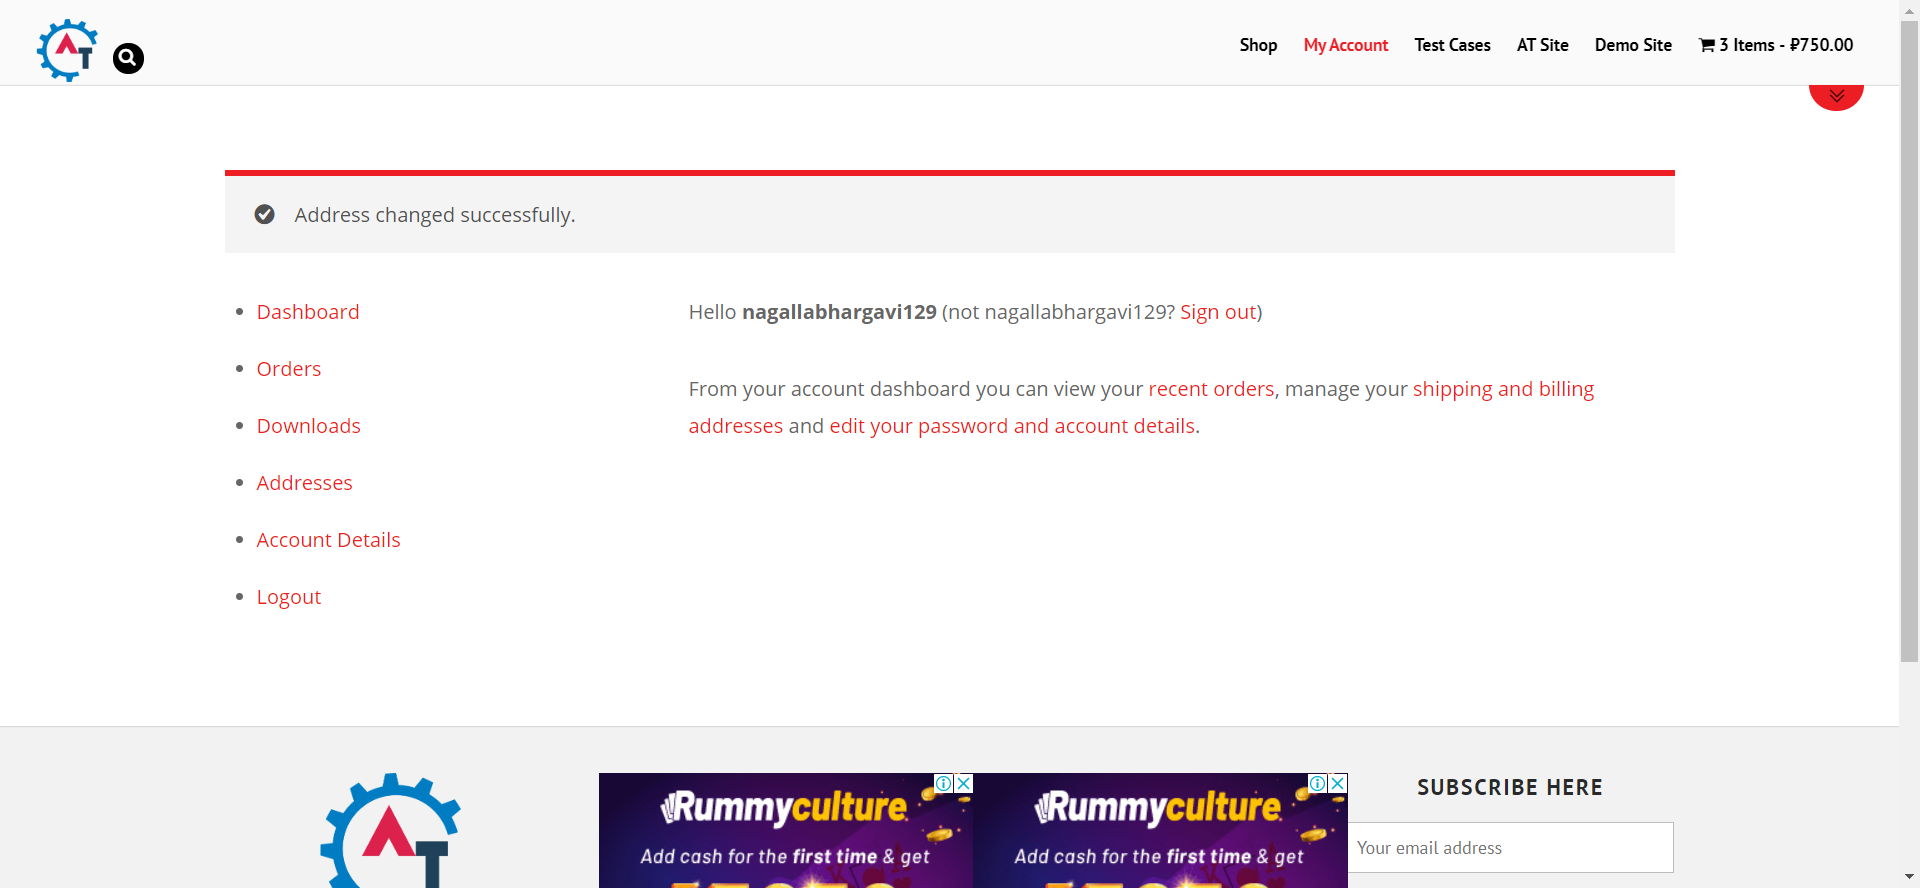 AT
Shop
My Account
Test Cases
AT Site
Demo Site
3 Items - ₽750.00
Address changed successfully.
Dashboard
Orders
Downloads
Addresses
Account Details
Logout
Hello nagallabhargavi129 (not nagallabhargavi129? Sign out)
From your account dashboard you can view your recent orders, manage your shipping and billing
addresses and edit your password and account details.
AT
Rummyculture
Add cash for the first time & get
Rummyculture
Add cash for the first time & get
SUBSCRIBE HERE
Your email address